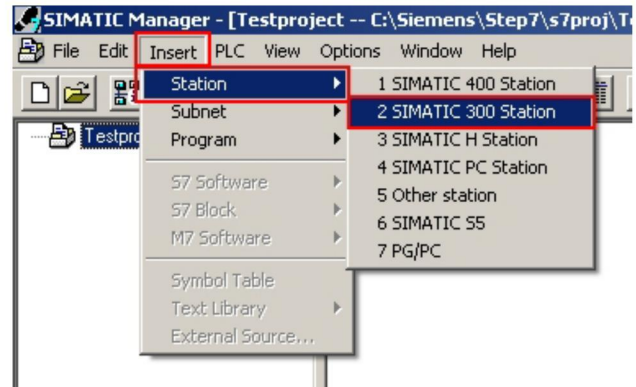 SIMATIC Manager - [Testproject -- C:\Siemens\Step7\s7proj\T
File Edit Insert PLC View Options Window Help
Station
Subnet
Program
S7 Software
S7 Block
M7 Software
Symbol Table
Text Library
External Source...
1 SIMATIC 400 Station
2 SIMATIC 300 Station
3 SIMATIC H Station
4 SIMATIC PC Station
5 Other station
6 SIMATIC S5
7 PG/PC
Testpro